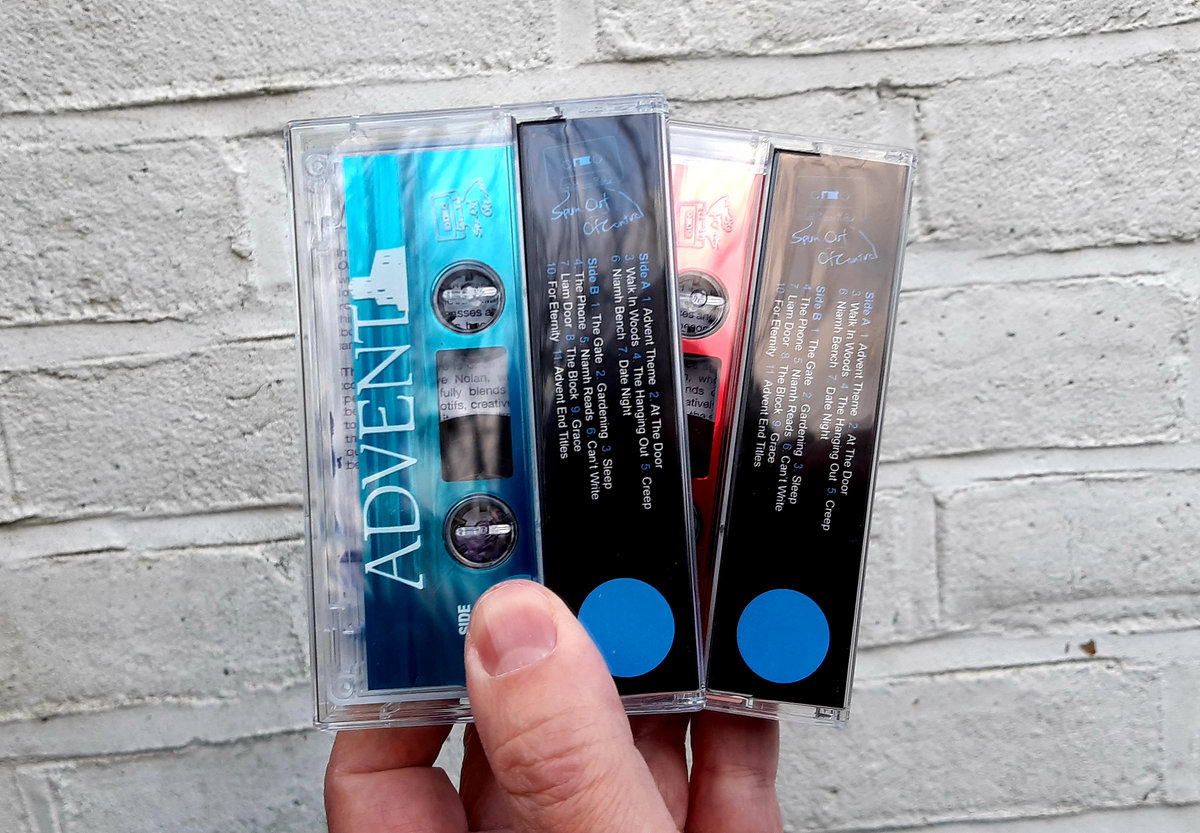 ADVENT
SIDE
Spun Out
Of Control
Side A 1 Advent Theme 2 At The Door
3 Walk In Woods 4 The Hanging Out 5 Creep
6 Niamh Bench 7 Date Night
Side B 1 The Gate 2 Gardening 3 Sleep
4 The Phone 5 Niamh Reads 6 Can't Write
7 Liam Door 8 The Block 9 Grace
10 For Eternity 11 Advent End Titles
ve Nolan,
fully blends
otifs, creativ
Spun Out
Of Control
Side A 1 Advent Theme 2 At The Door
3 Walk In Woods 4 The Hanging Out 5 Creep
6 Niamh Bench 7 Date Night
Side B 1 The Gate 2 Gardening 3 Sleep
4 The Phone 5 Niamh Reads 6 Can't Write
7 Liam Door 8 The Block 9 Grace
10 For Eternity 11 Advent End Titles